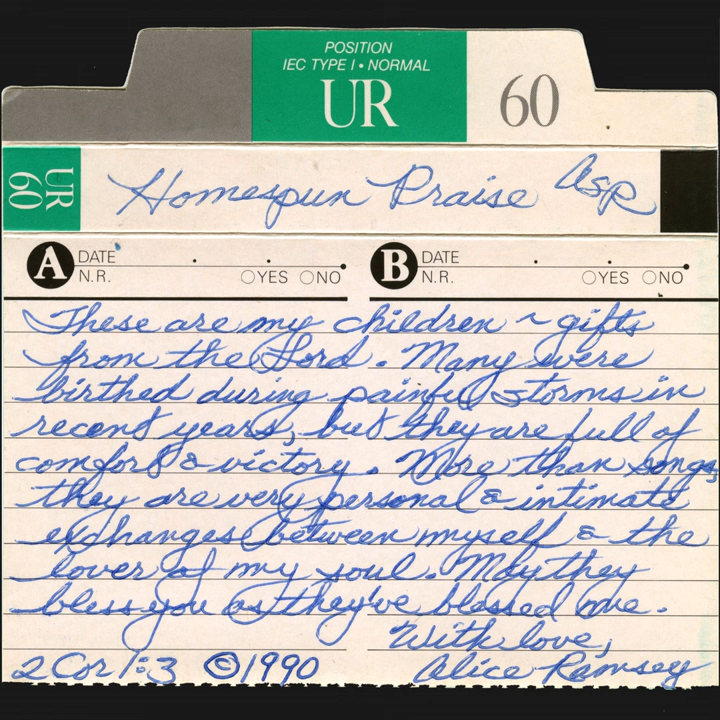 POSITION
IEC TYPE I • NORMAL
UR
60
UR
60
Homespun Praise
A
DATE
N.R.
YES
NO
B
DATE
N.R.
YES
NO
These are my children ~ gifts
from the Lord. Many were
birthed during painful storms in
recent years, but they are full of
comfort & victory. More than songs,
they are very personal & intimate
exchanges between myself & the
lover of my soul. May they
bless you as they've blessed me.
With love,
2 Cor 1:3 ©1990 Alice Ramsey